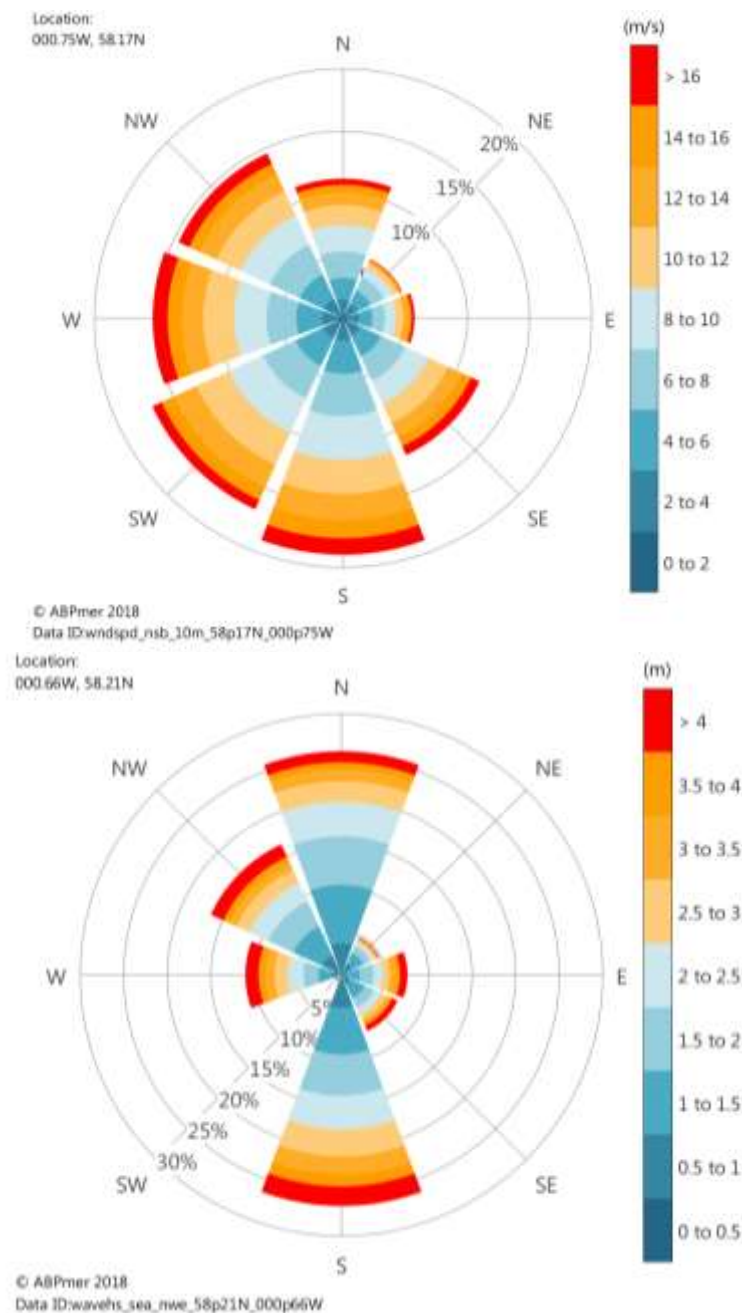 Location:
000.75W, 58.17N
(m/s)
N
NW
NE
20%
15%
10%
W
E
SW
SE
S
> 16
14 to 16
12 to 14
10 to 12
8 to 10
6 to 8
4 to 6
2 to 4
0 to 2
© ABPmer 2018
Data ID:wndspd_nsb_10m_58p17N_000p75W
Location:
000.66W, 58.21N
(m)
N
NW
NE
W
E
5%
10%
15%
20%
25%
30%
SW
SE
S
> 4
3.5 to 4
3 to 3.5
2.5 to 3
2 to 2.5
1.5 to 2
1 to 1.5
0.5 to 1
0 to 0.5
© ABPmer 2018
Data ID:wavehs_sea_nwe_58p21N_000p66W